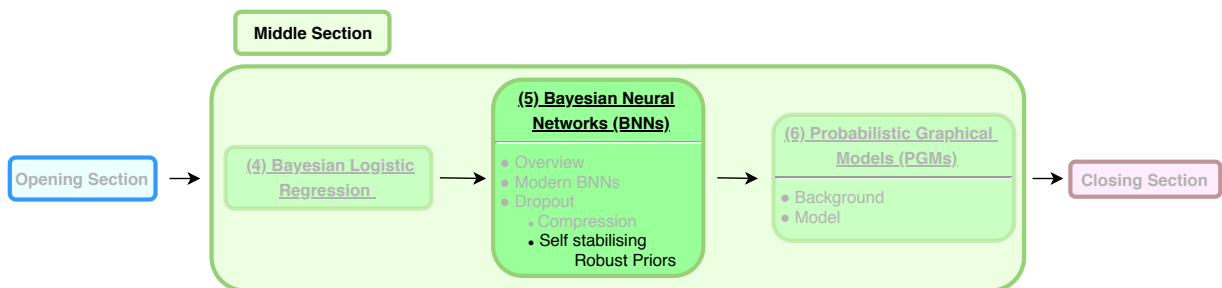 Middle Section
Opening Section
(4) Bayesian Logistic
Regression
(5) Bayesian Neural
Networks (BNNs)
● Overview
● Modern BNNs
● Dropout
● Compression
● Self stabilising
Robust Priors
(6) Probabilistic Graphical
Models (PGMs)
● Background
● Model
Closing Section